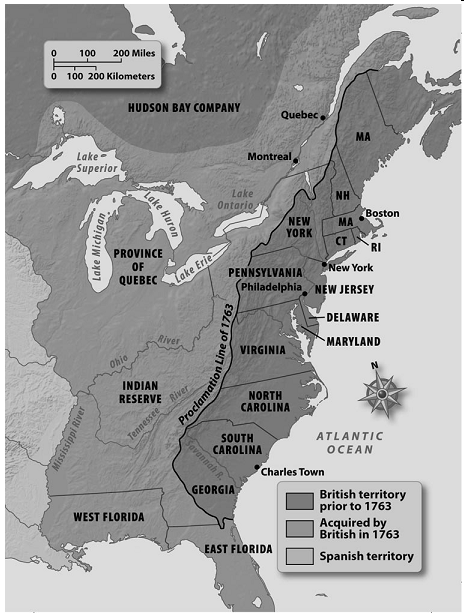 0 100 200 Miles
0 100 200 Kilometers
HUDSON BAY COMPANY
Quebec
MA
Montreal
Lake
Superior
Lake
Ontario
NH
Lake Michigan
Lake Huron
MA
Boston
NEW
YORK
CT
RI
PROVINCE
OF
QUEBEC
Lake Erie
New York
PENNSYLVANIA
Philadelphia
NEW JERSEY
DELAWARE
MARYLAND
Proclamation Line of 1763
Ohio River
VIRGINIA
INDIAN
RESERVE
Tennessee River
Mississippi River
NORTH
CAROLINA
N
SOUTH
CAROLINA
ATLANTIC
OCEAN
Savannah R.
Charles Town
GEORGIA
WEST FLORIDA
EAST FLORIDA
British territory
prior to 1763
Acquired by
British in 1763
Spanish territory